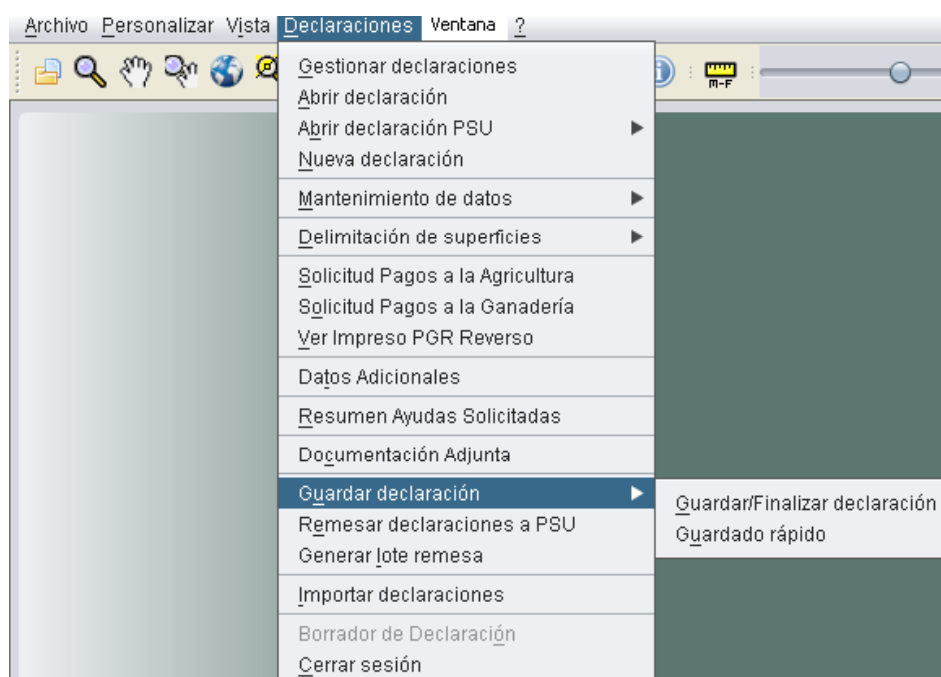 Archivo Personalizar Vista Declaraciones Ventana ?
m-F
Gestionar declaraciones
Abrir declaración
Abrir declaración PSU
Nueva declaración
Mantenimiento de datos
Delimitación de superficies
Solicitud Pagos a la Agricultura
Solicitud Pagos a la Ganadería
Ver Impreso PGR Reverso
Datos Adicionales
Resumen Ayudas Solicitadas
Documentación Adjunta
Guardar declaración
Guardar/Finalizar declaración
Guardado rápido
Remesar declaraciones a PSU
Generar lote remesa
Importar declaraciones
Borrador de Declaración
Cerrar sesión